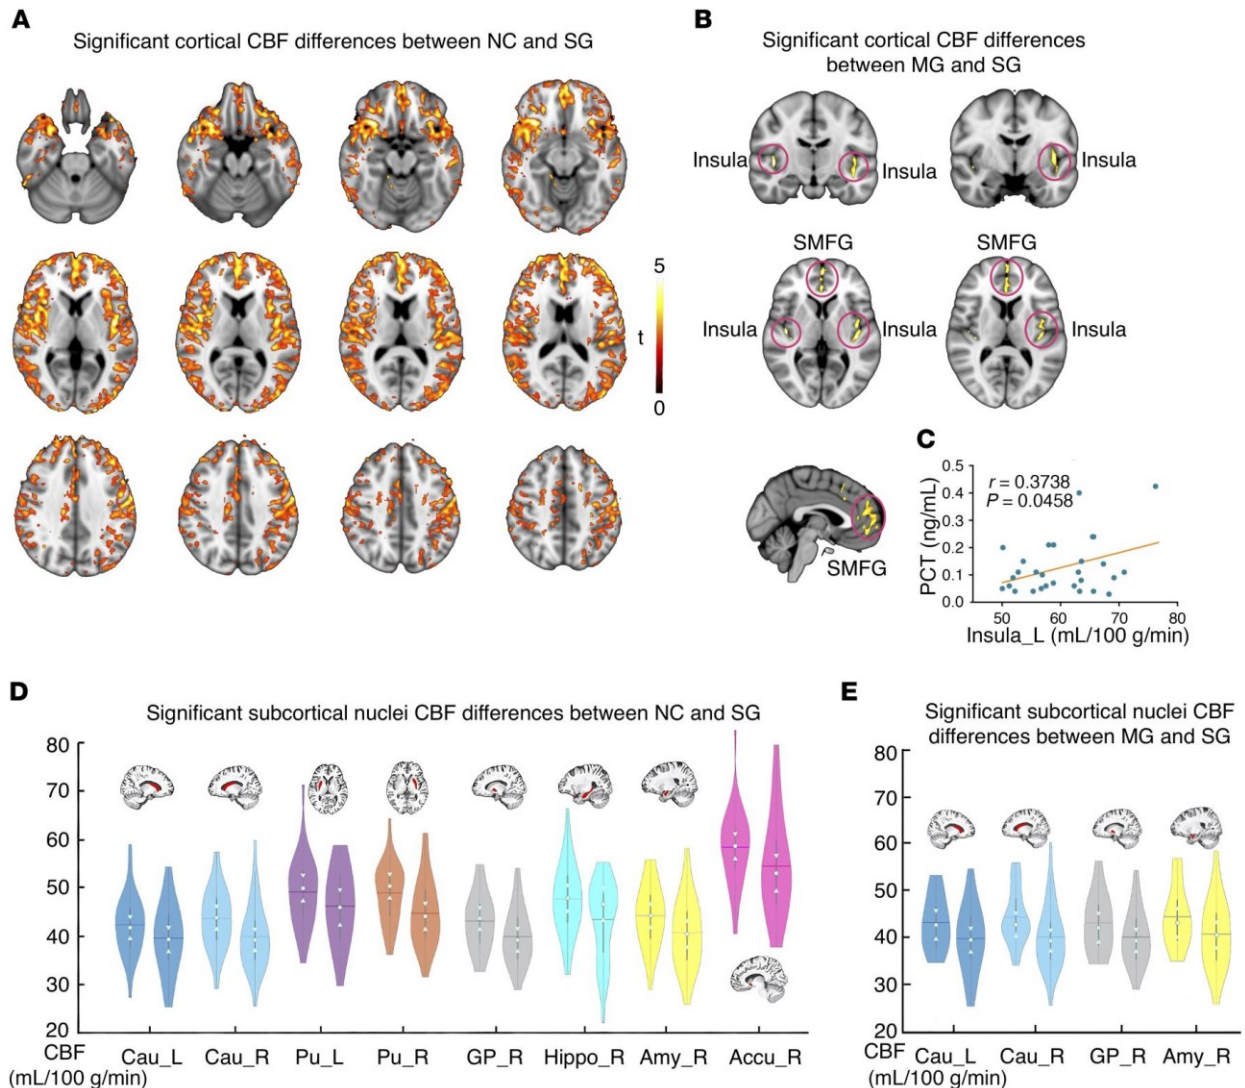 A
Significant cortical CBF differences between NC and SG
5
t
0
B
Significant cortical CBF differences
between MG and SG
Insula
Insula
Insula
SMFG
SMFG
Insula
Insula
Insula
SMFG
C
0.5
0.4
0.3
0.2
0.1
0.0
PCT (ng/mL)
r = 0.3738
P = 0.0458
50
60
70
80
Insula_L (mL/100 g/min)
D
Significant subcortical nuclei CBF differences between NC and SG
80
70
60
50
40
30
20
CBF
(mL/100 g/min)
Cau_L
Cau_R
Pu_L
Pu_R
GP_R
Hippo_R
Amy_R
Accu_R
E
Significant subcortical nuclei CBF
differences between MG and SG
80
70
60
50
40
30
20
CBF
(mL/100 g/min)
Cau_L
Cau_R
GP_R
Amy_R